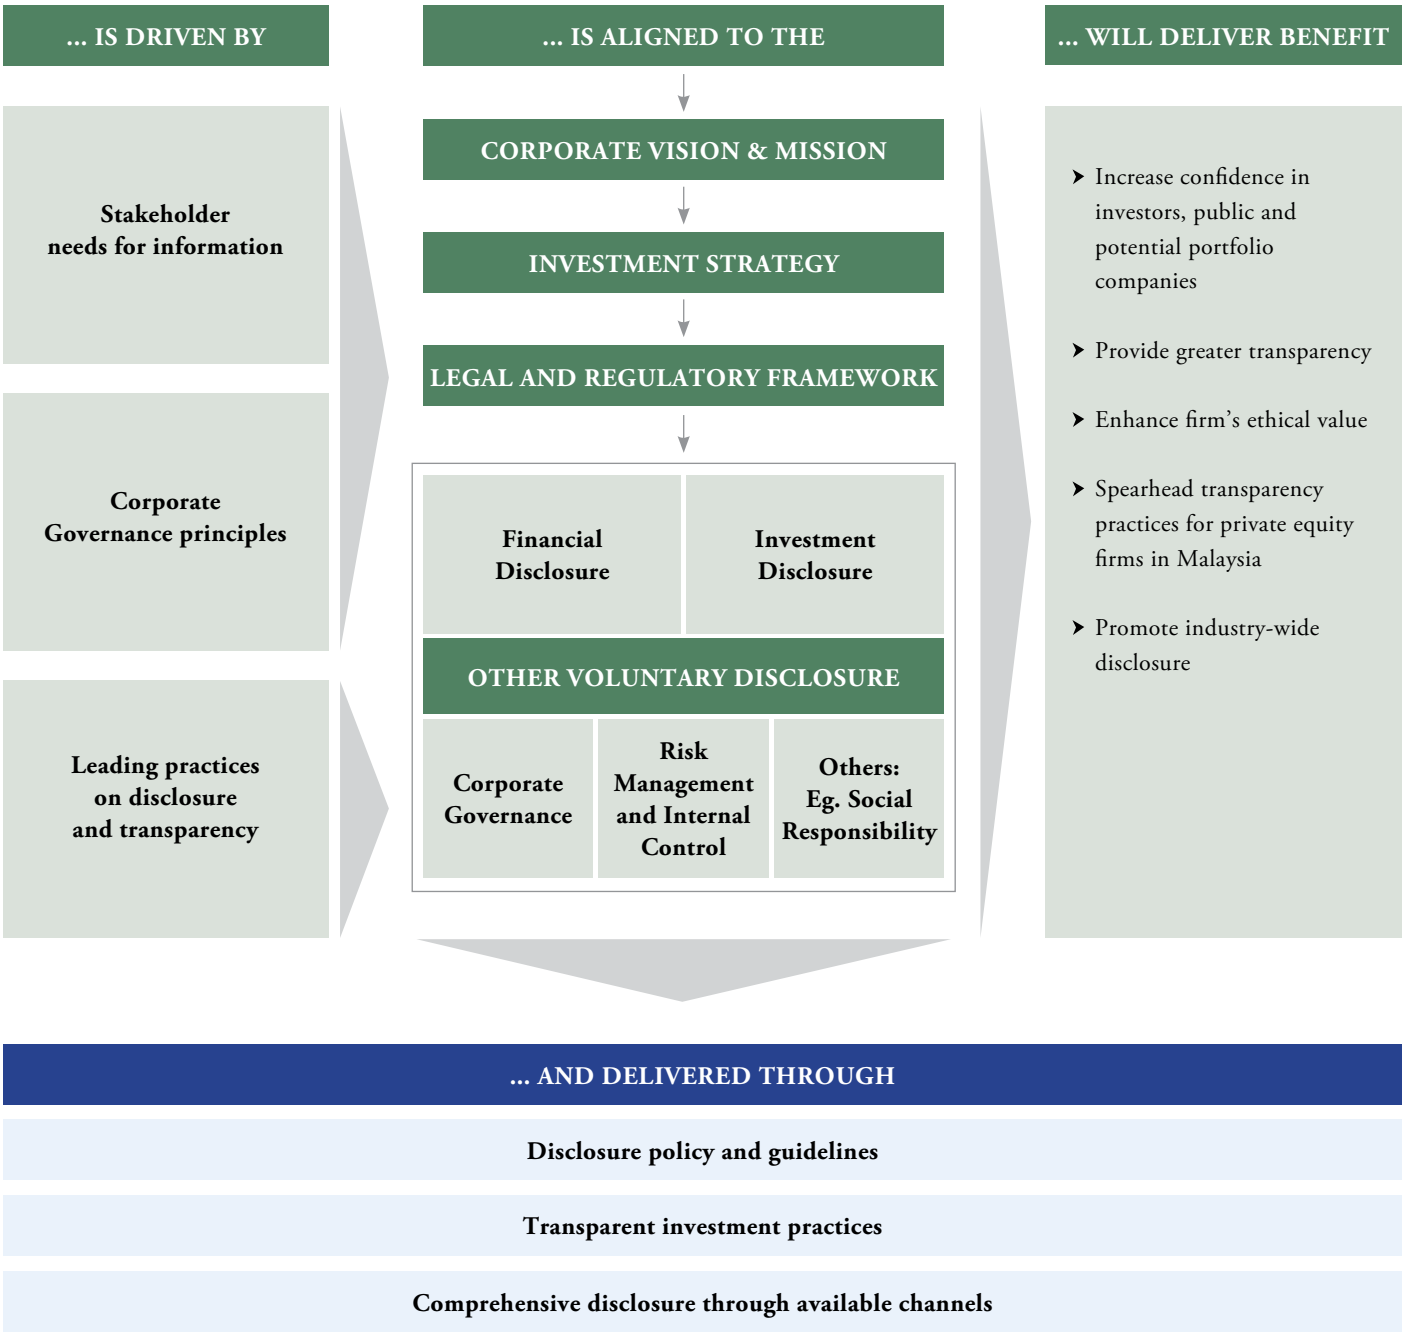 ... IS DRIVEN BY
Stakeholder
needs for information
Corporate
Governance principles
Leading practices
on disclosure
and transparency
... IS ALIGNED TO THE
CORPORATE VISION & MISSION
INVESTMENT STRATEGY
LEGAL AND REGULATORY FRAMEWORK
Financial
Disclosure
Investment
Disclosure
OTHER VOLUNTARY DISCLOSURE
Corporate
Governance
Risk
Management
and Internal
Control
Others:
Eg. Social
Responsibility
... WILL DELIVER BENEFIT
➤ Increase confidence in
investors, public and
potential portfolio
companies
➤ Provide greater transparency
➤ Enhance firm’s ethical value
➤ Spearhead transparency
practices for private equity
firms in Malaysia
➤ Promote industry-wide
disclosure
... AND DELIVERED THROUGH
Disclosure policy and guidelines
Transparent investment practices
Comprehensive disclosure through available channels